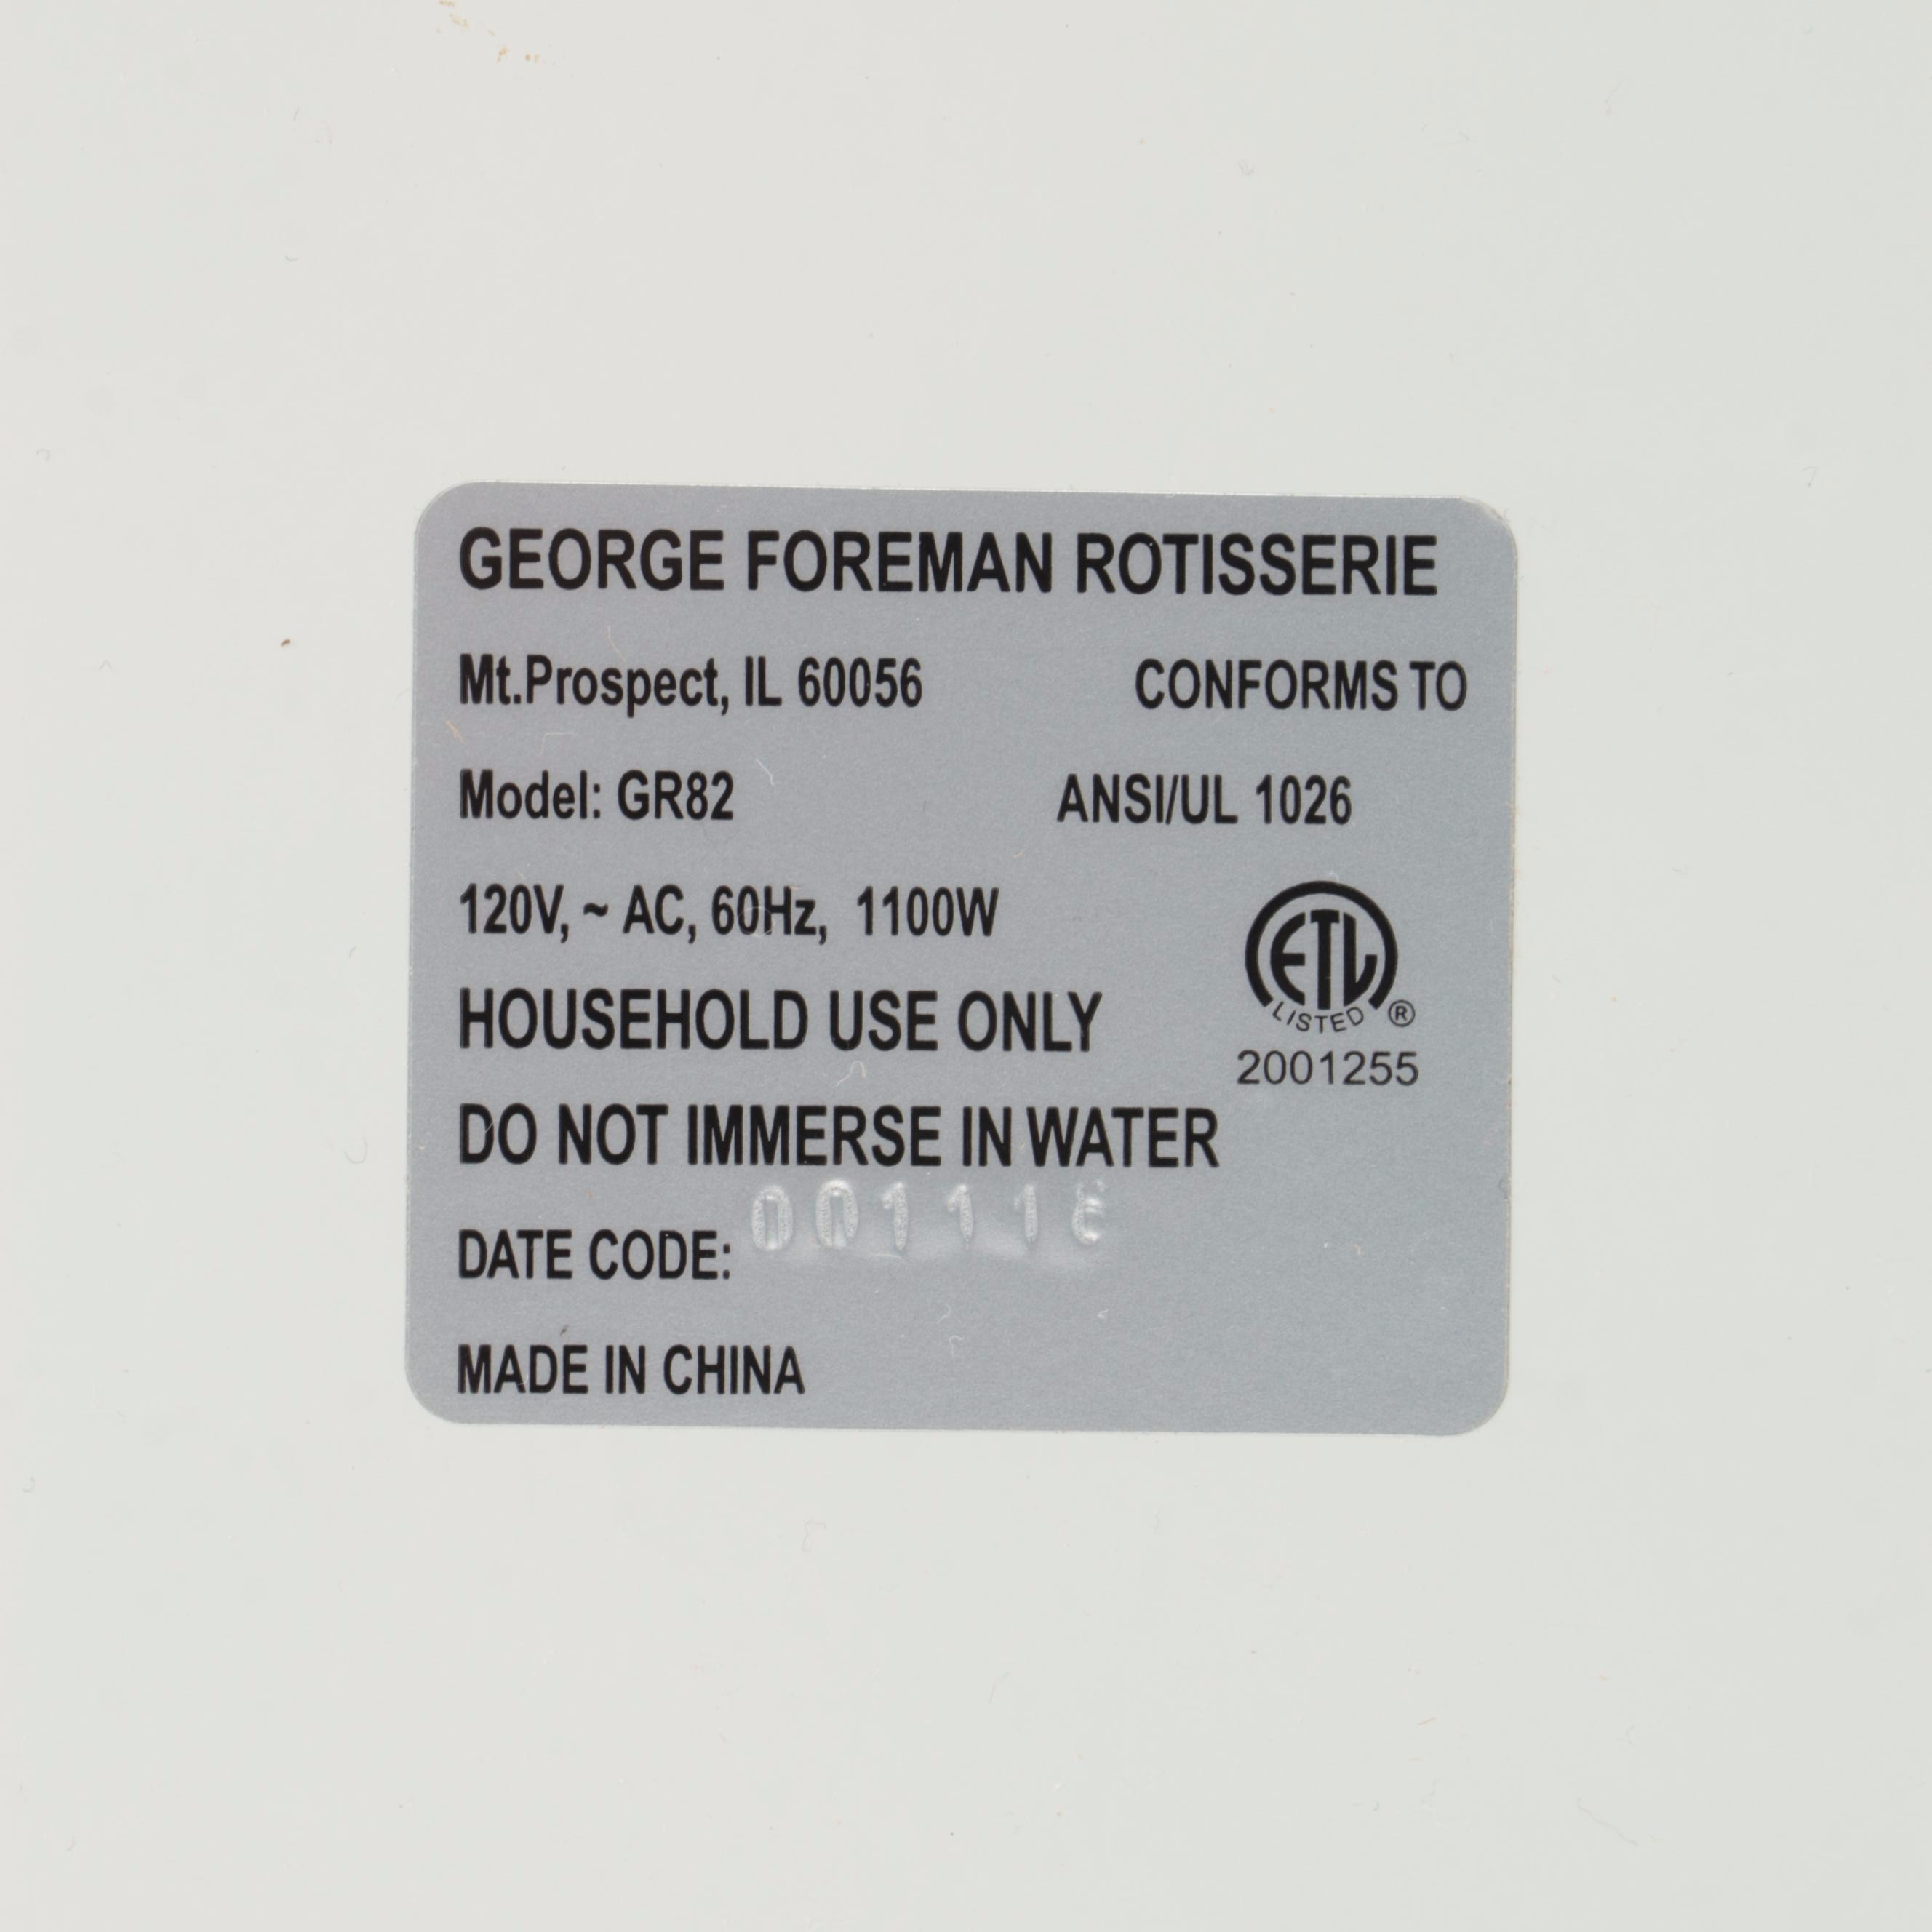 GEORGE FOREMAN ROTISSERIE
Mt.Prospect, IL 60056 CONFORMS TO
Model: GR82 ANSI/UL 1026
120V, ~ AC, 60Hz, 1100W
ETL
LISTED ®
2001255
HOUSEHOLD USE ONLY
DO NOT IMMERSE IN WATER
DATE CODE:
MADE IN CHINA